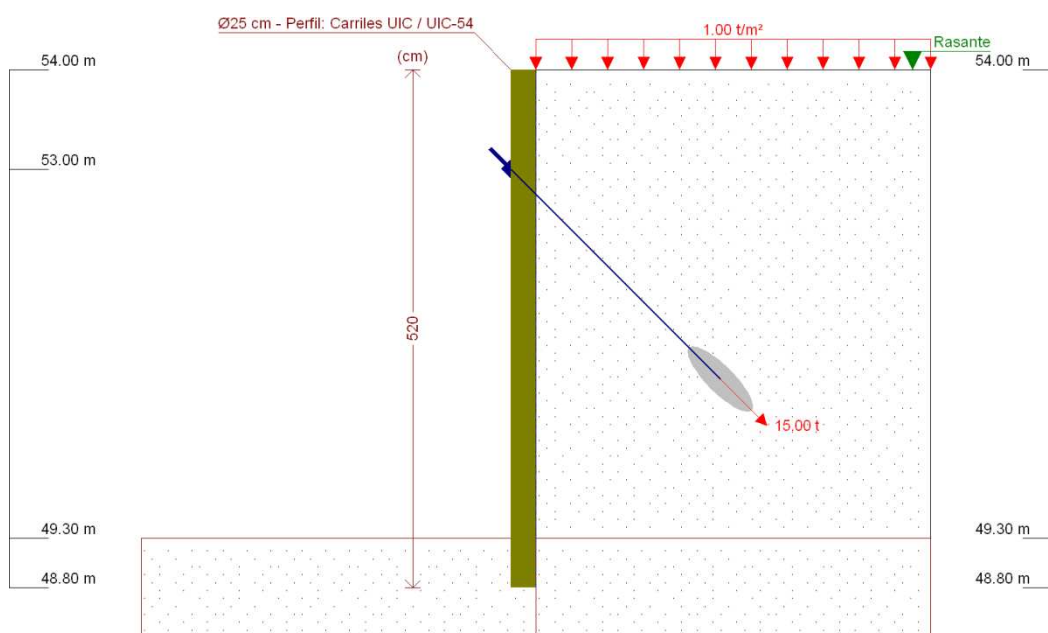 Ø25 cm - Perfil: Carriles UIC / UIC-54
1.00 t/m²
Rasante
(cm)
54.00 m
54.00 m
53.00 m
520
15,00 t
49.30 m
49.30 m
48.80 m
48.80 m